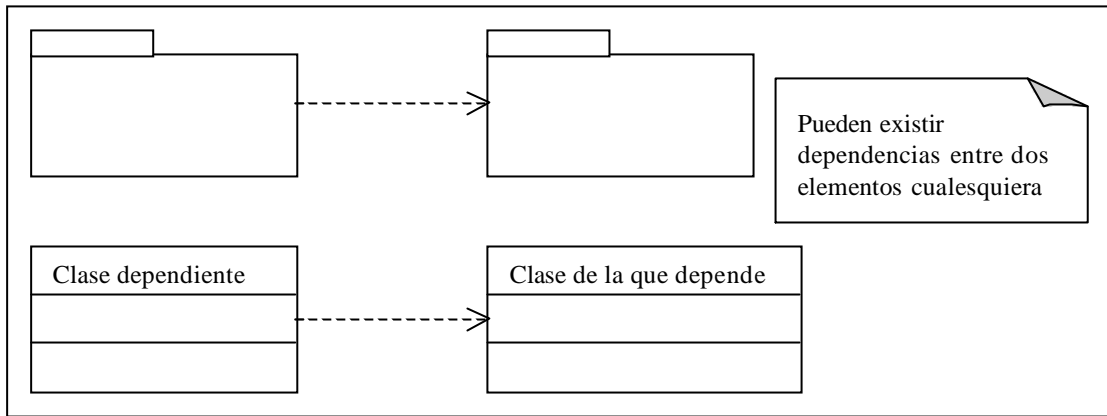 Pueden existir
dependencias entre dos
elementos cualesquiera
Clase dependiente
Clase de la que depende